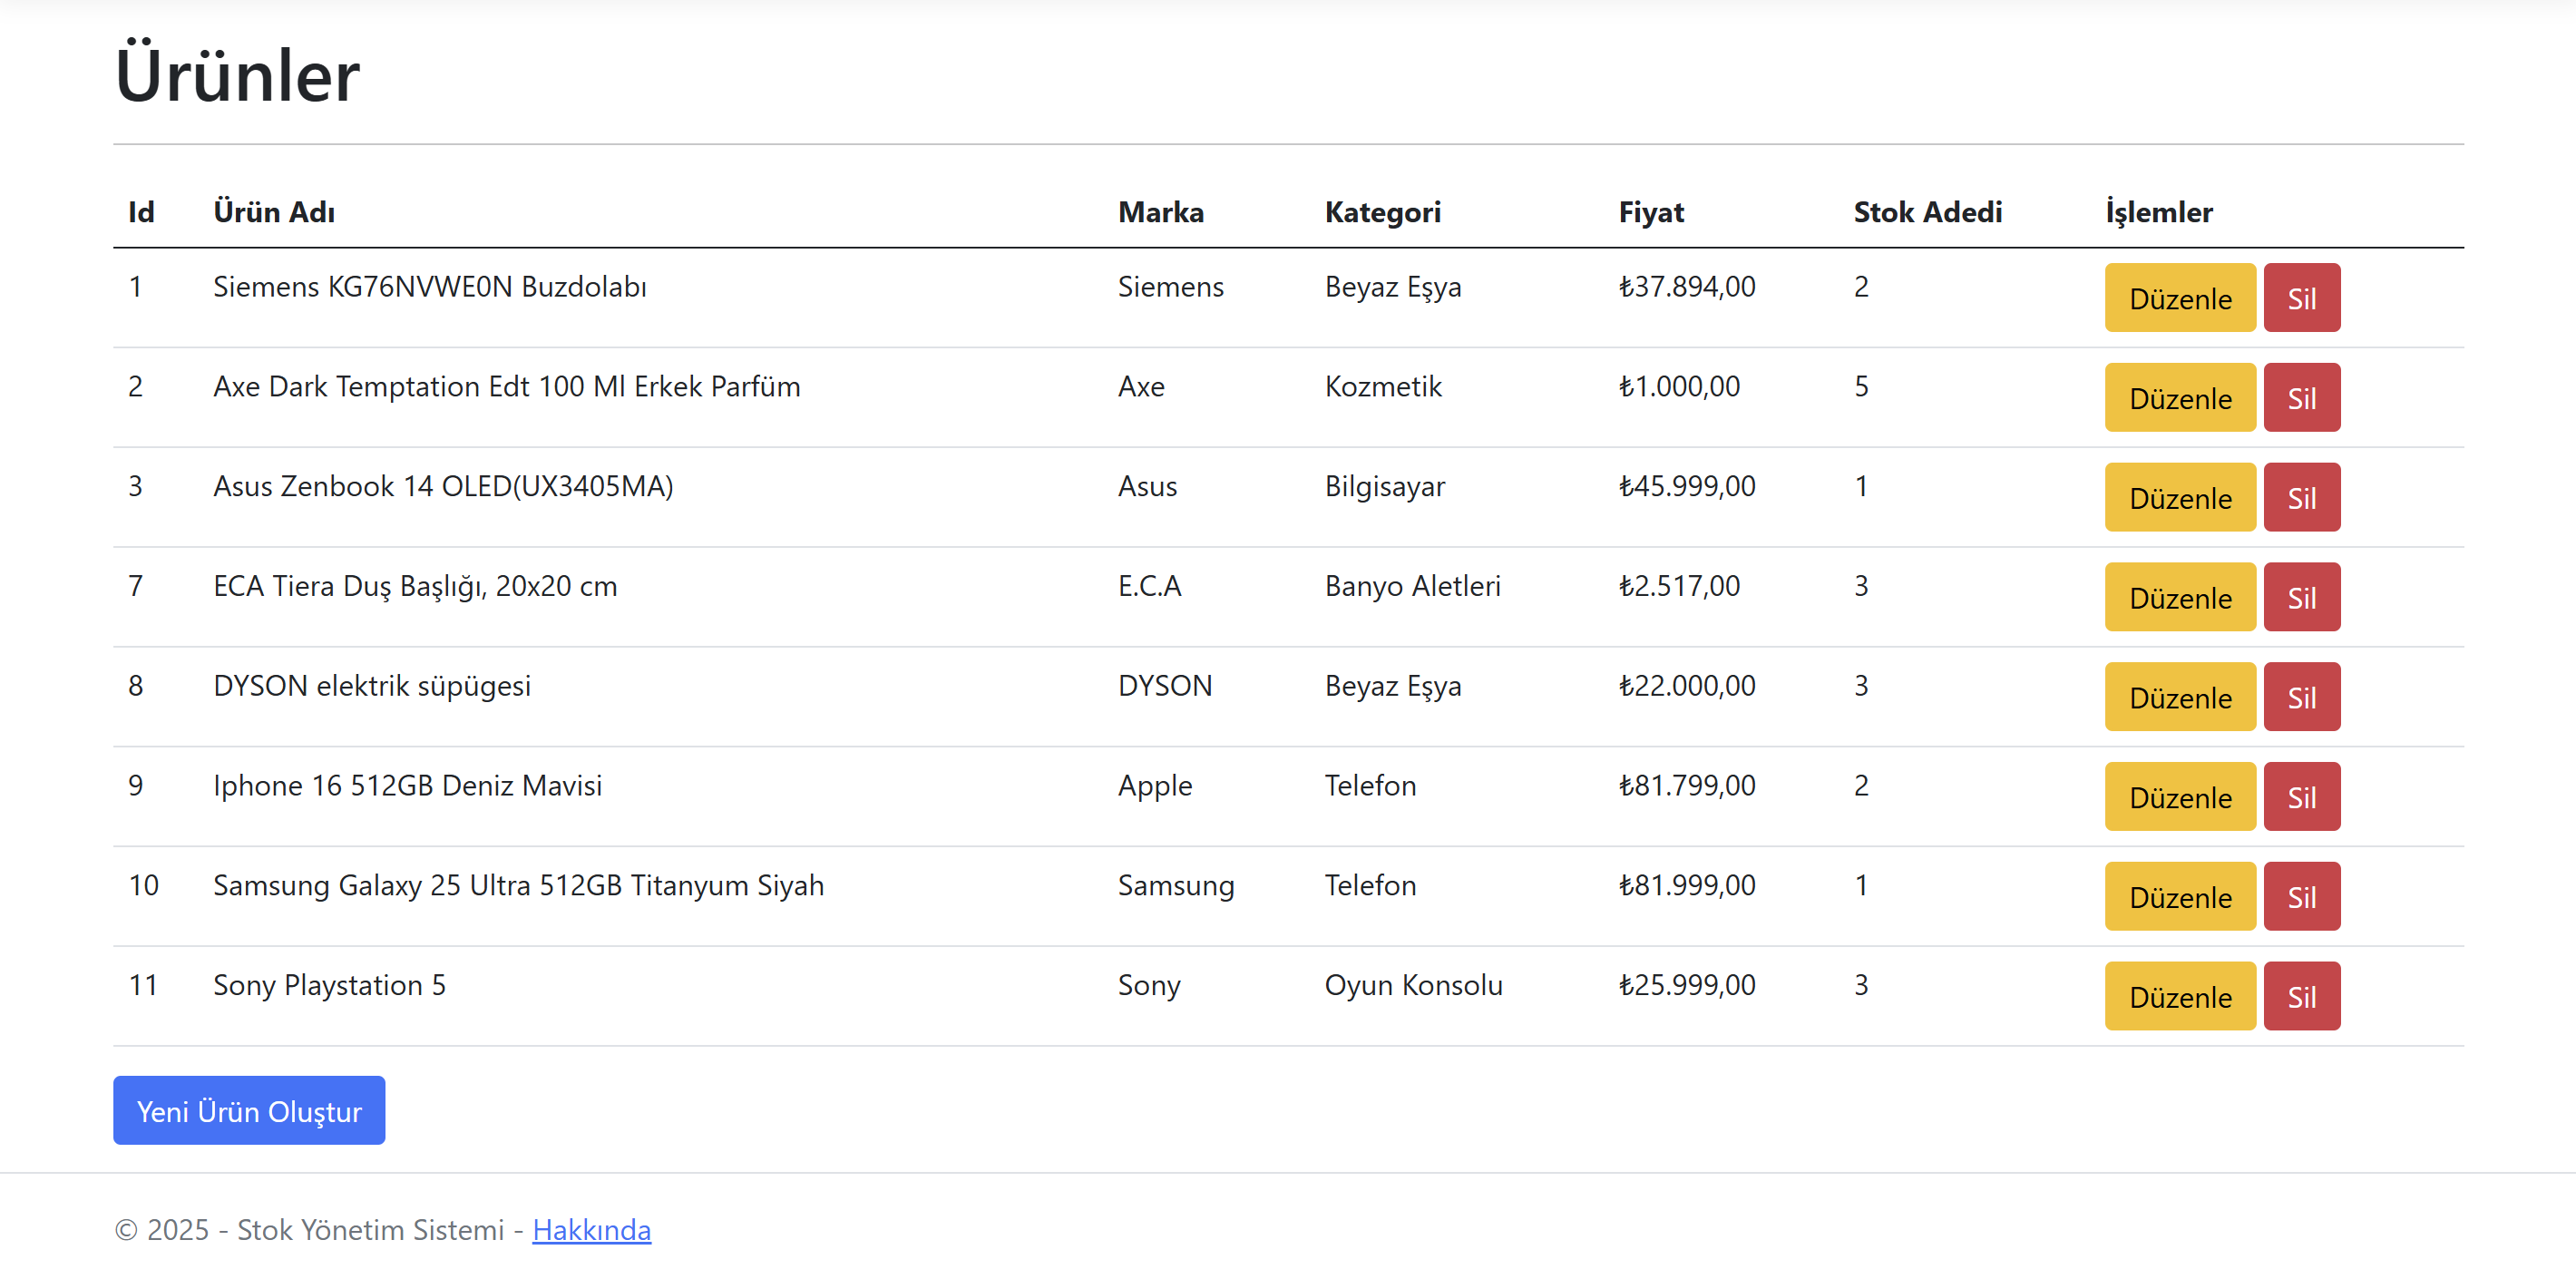 Ürünler
Id Ürün Adı Marka Kategori Fiyat Stok Adedi İşlemler
1 Siemens KG76NVWE0N Buzdolabı Siemens Beyaz Eşya ₺37.894,00 2 Düzenle Sil
2 Axe Dark Temptation Edt 100 Ml Erkek Parfüm Axe Kozmetik ₺1.000,00 5 Düzenle Sil
3 Asus Zenbook 14 OLED(UX3405MA) Asus Bilgisayar ₺45.999,00 1 Düzenle Sil
7 ECA Tiera Duş Başlığı, 20x20 cm E.C.A Banyo Aletleri ₺2.517,00 3 Düzenle Sil
8 DYSON elektrik süpügesi DYSON Beyaz Eşya ₺22.000,00 3 Düzenle Sil
9 Iphone 16 512GB Deniz Mavisi Apple Telefon ₺81.799,00 2 Düzenle Sil
10 Samsung Galaxy 25 Ultra 512GB Titanyum Siyah Samsung Telefon ₺81.999,00 1 Düzenle Sil
11 Sony Playstation 5 Sony Oyun Konsolu ₺25.999,00 3 Düzenle Sil
Yeni Ürün Oluştur
© 2025 - Stok Yönetim Sistemi - Hakkında